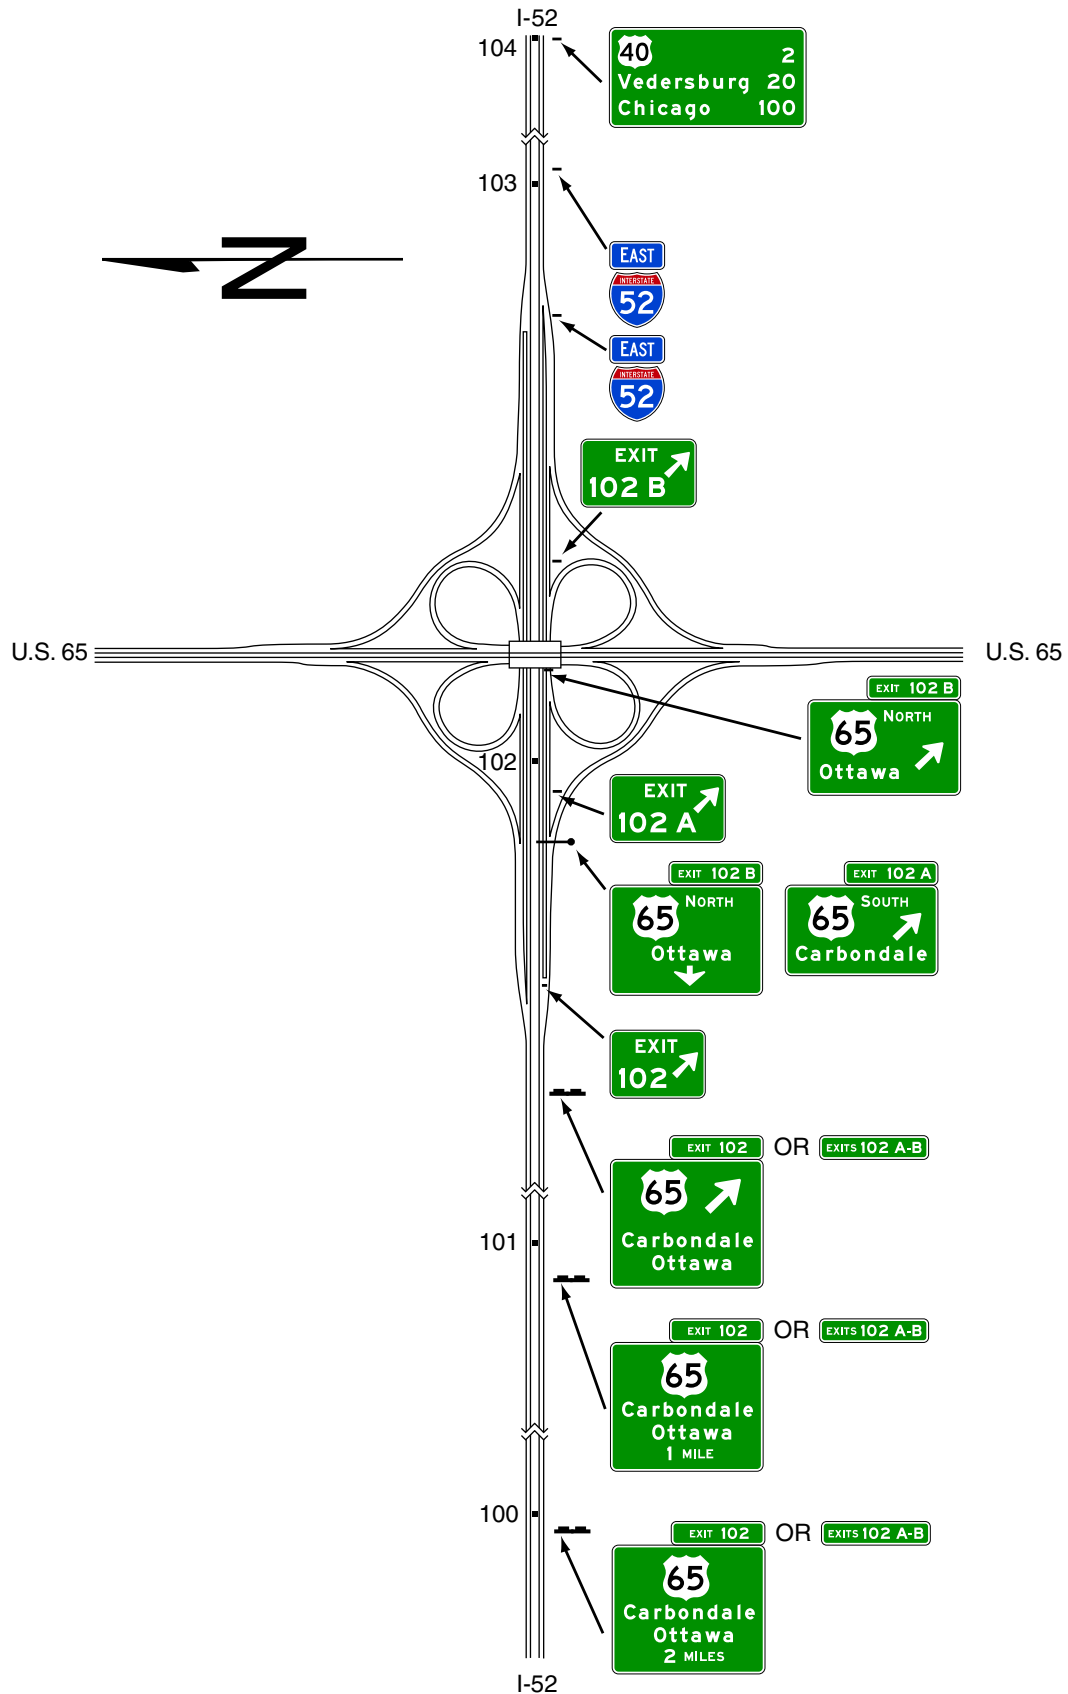 I-52
104
40 2
Vedersburg 20
Chicago 100
103
N
EAST
INTERSTATE
52
EAST
INTERSTATE
52
EXIT
102 B
U.S. 65
U.S. 65
EXIT 102 B
65 NORTH
Ottawa
102
EXIT
102 A
EXIT 102 B
65 NORTH
Ottawa
EXIT 102 A
65 SOUTH
Carbondale
EXIT
102
EXIT 102 OR EXITS 102 A-B
65
Carbondale
Ottawa
101
EXIT 102 OR EXITS 102 A-B
65
Carbondale
Ottawa
1 MILE
100
EXIT 102 OR EXITS 102 A-B
65
Carbondale
Ottawa
2 MILES
I-52